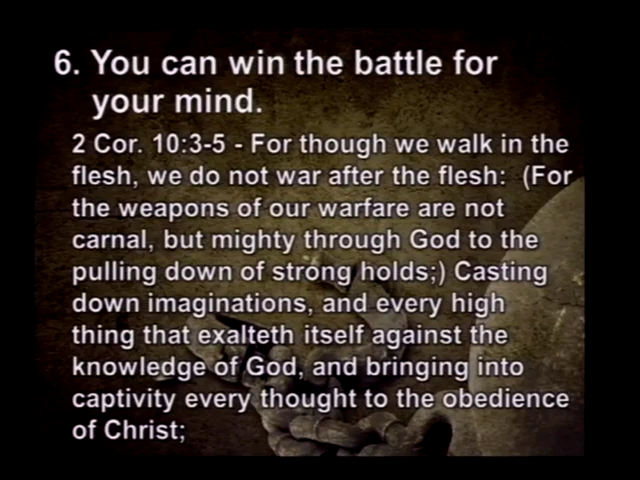 6. You can win the battle for
your mind.
2 Cor. 10:3-5 - For though we walk in the
flesh, we do not war after the flesh:  (For
the weapons of our warfare are not
carnal, but mighty through God to the
pulling down of strong holds;) Casting
down imaginations, and every high
thing that exalteth itself against the
knowledge of God, and bringing into
captivity every thought to the obedience
of Christ;